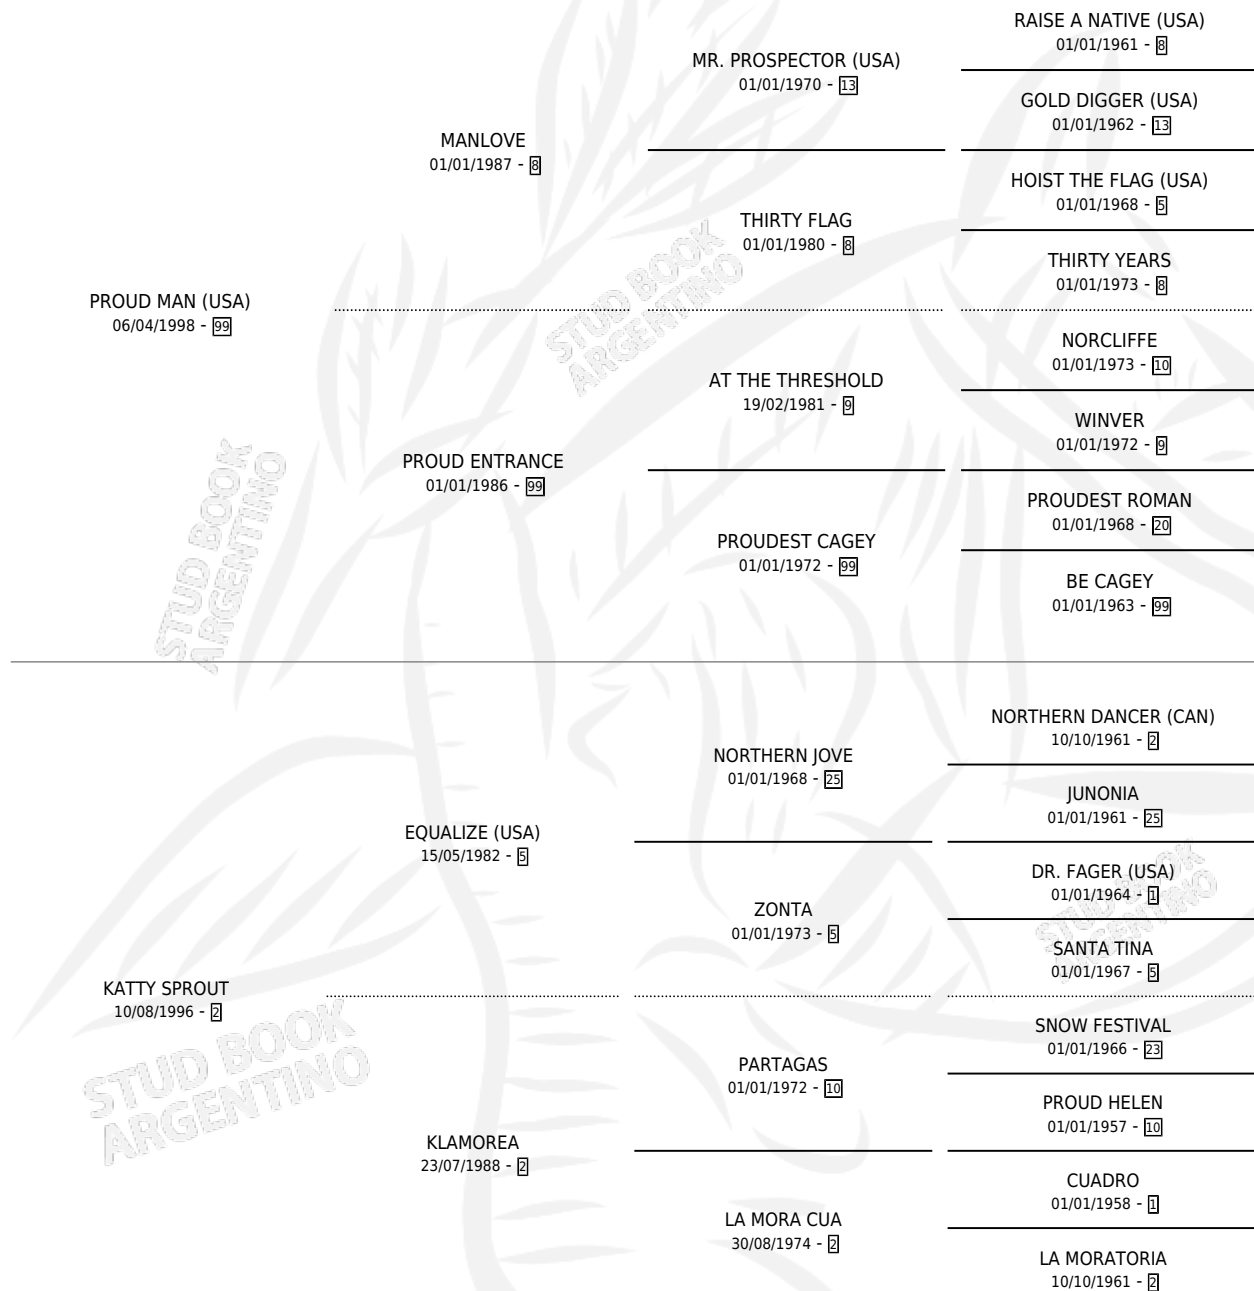 RAISE A NATIVE (USA)
01/01/1961 - 8
MR. PROSPECTOR (USA)
01/01/1970 - 13
GOLD DIGGER (USA)
01/01/1962 - 13
MANLOVE
01/01/1987 - 8
HOIST THE FLAG (USA)
01/01/1968 - 5
THIRTY FLAG
01/01/1980 - 8
THIRTY YEARS
01/01/1973 - 8
PROUD MAN (USA)
06/04/1998 - 99
NORCLIFFE
01/01/1973 - 10
AT THE THRESHOLD
19/02/1981 - 9
WINVER
01/01/1972 - 9
PROUD ENTRANCE
01/01/1986 - 99
PROUDEST ROMAN
01/01/1968 - 20
PROUDEST CAGEY
01/01/1972 - 99
BE CAGEY
01/01/1963 - 99
NORTHERN DANCER (CAN)
10/10/1961 - 2
NORTHERN JOVE
01/01/1968 - 25
JUNONIA
01/01/1961 - 25
EQUALIZE (USA)
15/05/1982 - 5
DR. FAGER (USA)
01/01/1964 - 1
ZONTA
01/01/1973 - 5
SANTA TINA
01/01/1967 - 5
KATTY SPROUT
10/08/1996 - 2
SNOW FESTIVAL
01/01/1966 - 23
PARTAGAS
01/01/1972 - 10
PROUD HELEN
01/01/1957 - 10
KLAMOREA
23/07/1988 - 2
CUADRO
01/01/1958 - 1
LA MORA CUA
30/08/1974 - 2
LA MORATORIA
10/10/1961 - 2
STUD BOOK
ARGENTINO
STUD BOOK
ARGENTINO
STUD BOOK
ARGENTINO
STUD BOOK
ARGENTINO